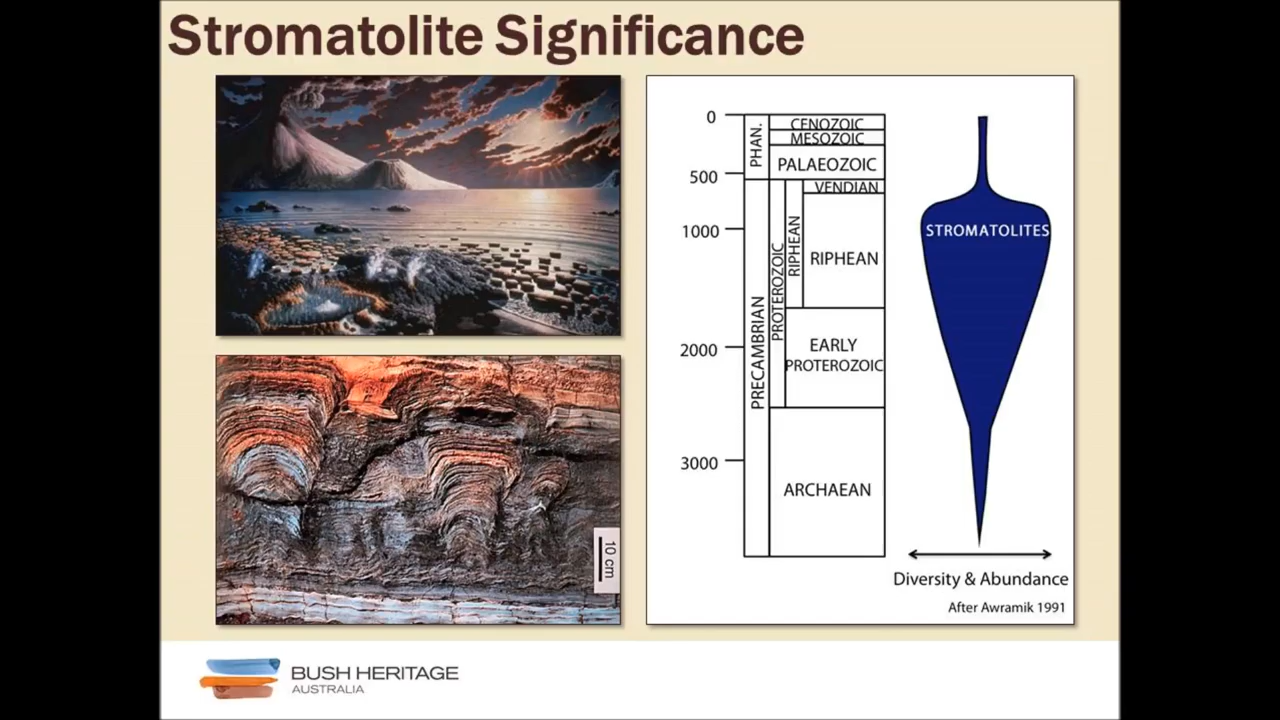 Stromatolite Significance
10 cm
0
500
1000
2000
3000
PHAN.
PRECAMBRIAN
PROTEROZOIC
RIPHEAN
CENOZOIC
MESOZOIC
PALAEOZOIC
VENDIAN
RIPHEAN
EARLY
PROTEROZOIC
ARCHAEAN
STROMATOLITES
Diversity & Abundance
After Awramik 1991
BUSH HERITAGE
AUSTRALIA